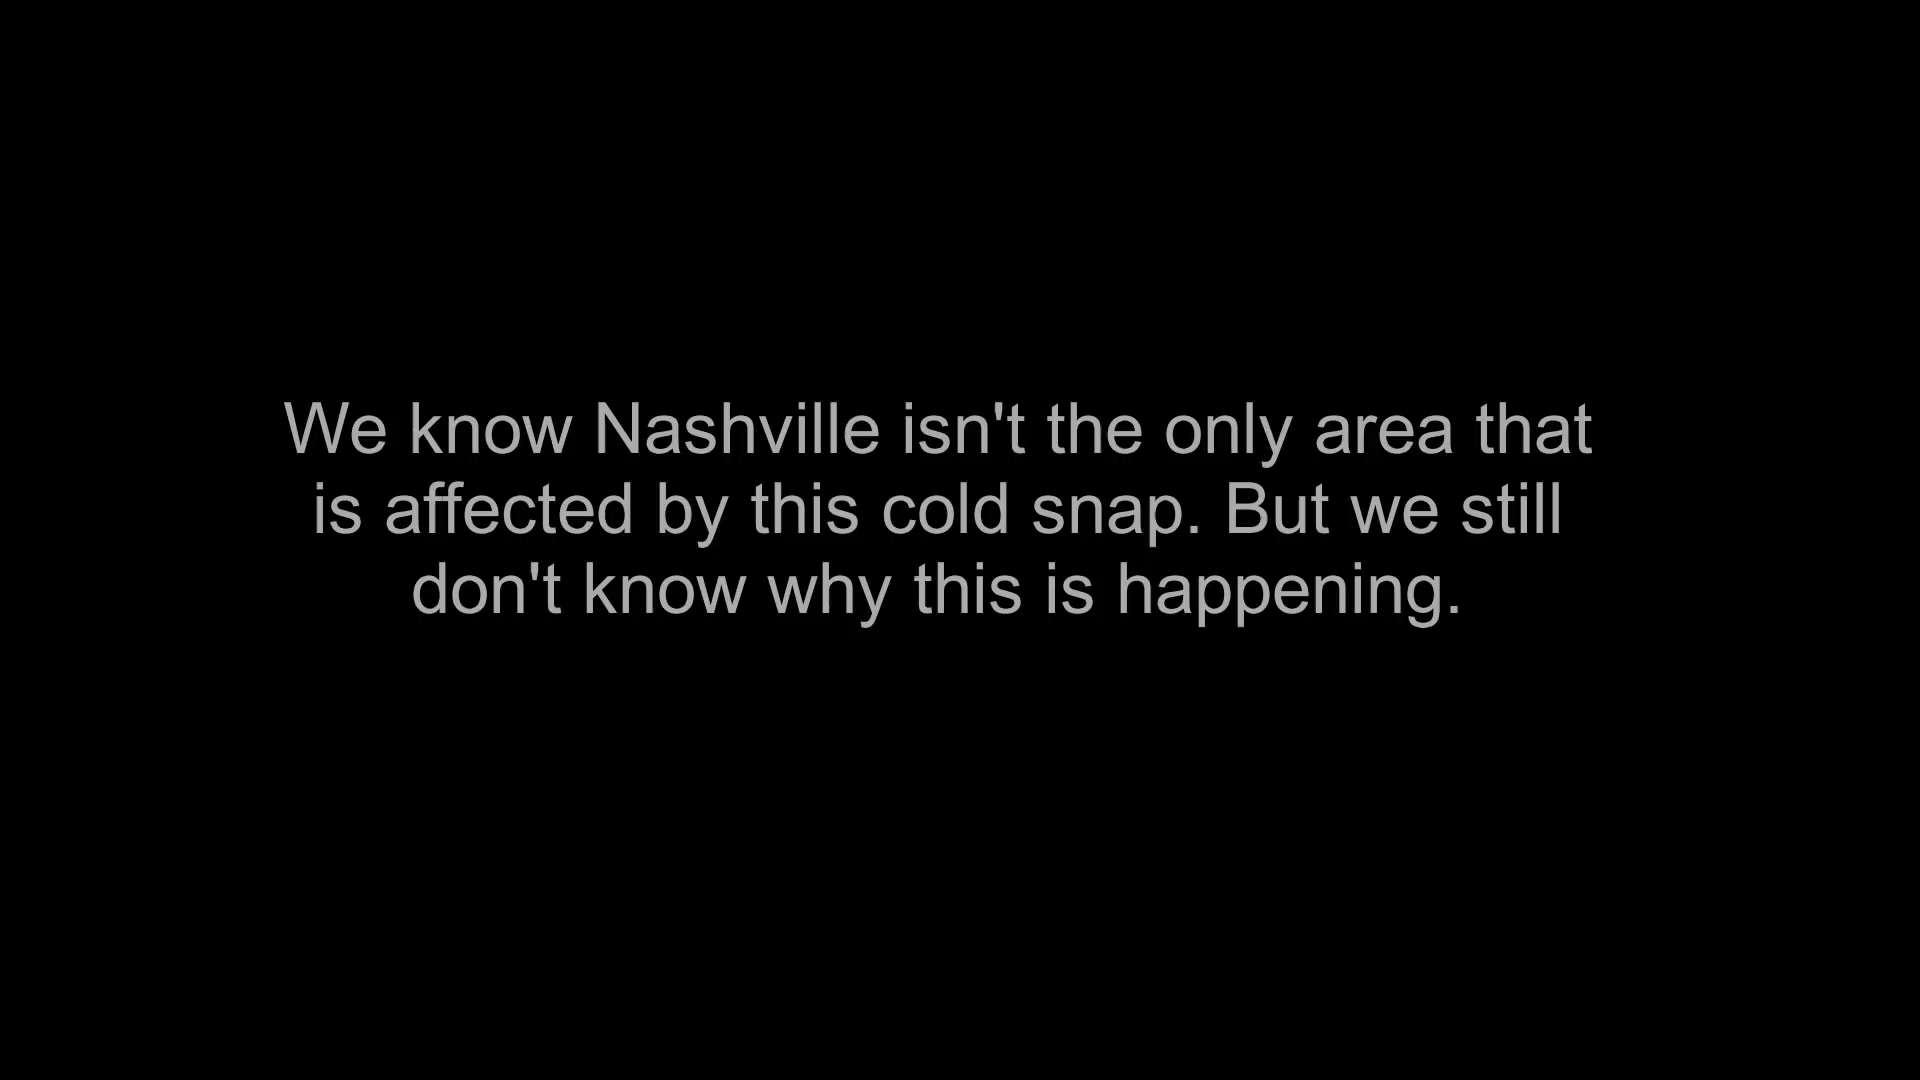 We know Nashville isn't the only area that
is affected by this cold snap. But we still
don't know why this is happening.